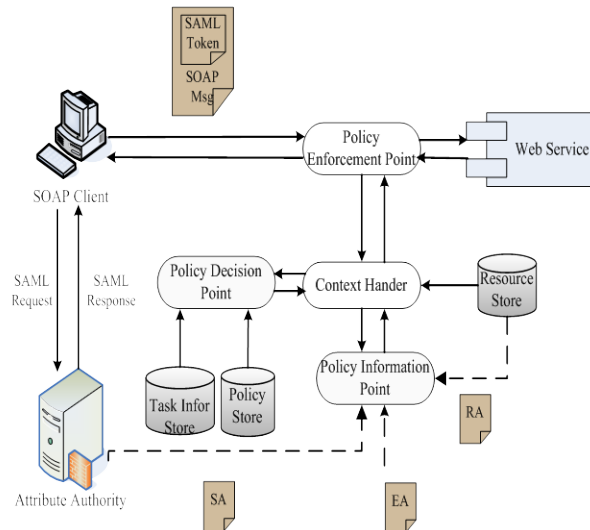 SAML
Token
SOAP
Msg
Policy
Enforcement Point
Web Service
SOAP Client
SAML
Request
SAML
Response
Policy Decision
Point
Context Hander
Resource
Store
Task Infor
Store
Policy
Store
Policy Information
Point
RA
Attribute Authority
SA
EA